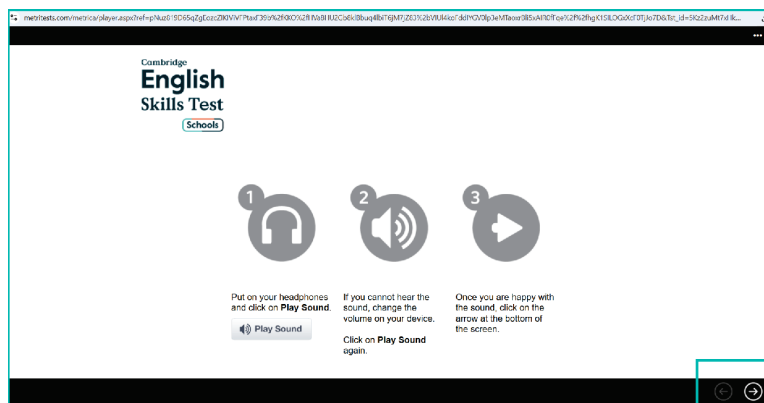 Cambridge
English
Skills Test
Schools
1
2
3
Put on your headphones
and click on Play Sound.
Play Sound
If you cannot hear the
sound, change the
volume on your device.
Click on Play Sound
again.
Once you are happy with
the sound, click on the
arrow at the bottom of
the screen.